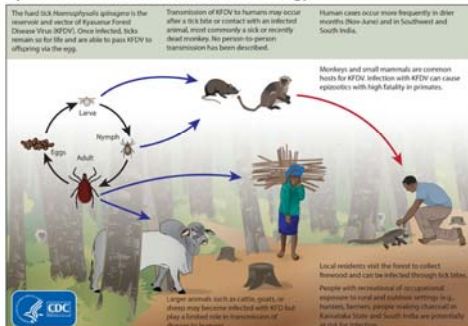 The hard tick Haemaphysalis spinigera is the
reservoir and vector of Kyasanur Forest
Disease Virus (KFDV). Once infected, ticks
remain so for life and are able to pass KFDV to
offspring via the egg.
Transmission of KFDV to humans may occur
after a tick bite or contact with an infected
animal, most commonly a sick or recently
dead monkey. No person-to-person
transmission has been described.
Human cases occur more frequently in drier
months (Nov-June) and in Southwest and
South India.
Monkeys and small mammals are common
hosts for KFDV. Infection with KFDV can cause
epizootics with high fatality in primates.
Larva
Nymph
Eggs
Adult
Local residents visit the forest to collect
firewood and can be infected through tick bites.
People with recreational or occupational
exposure to rural and outdoor settings (e.g.,
hunters, farmers, people making charcoal in
Karnataka State and South India are potentially
Larger animals such as cattle, goats, or
sheep may become infected with KFD but
play a limited role in transmission of
CDC